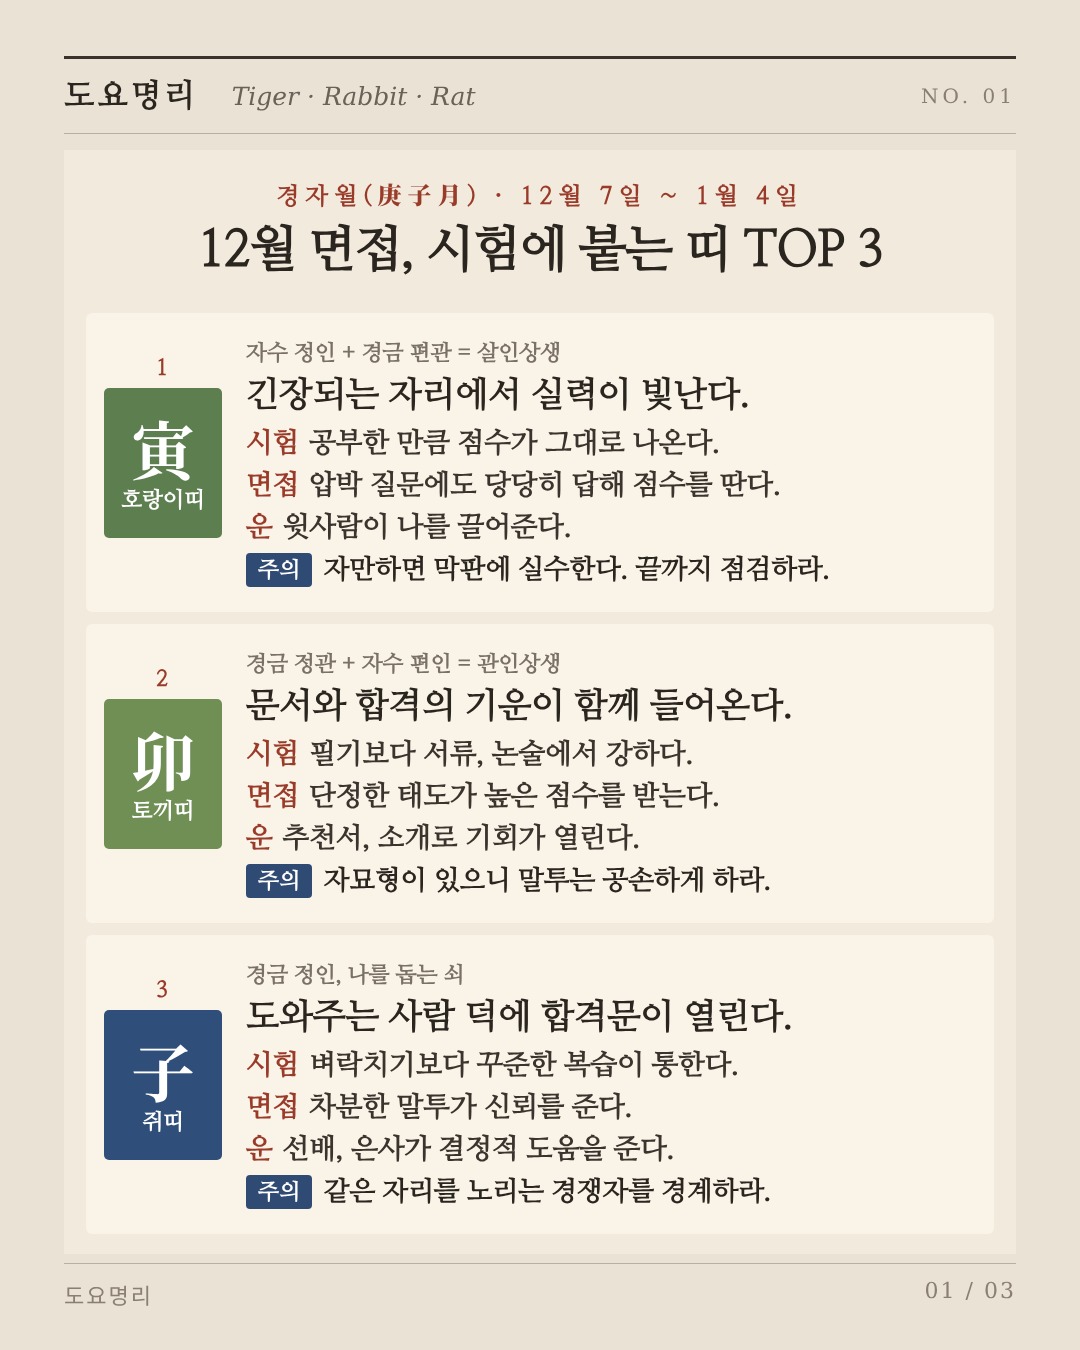 도요명리 Tiger · Rabbit · Rat NO. 01
경자월(庚子月) · 12월 7일 ~ 1월 4일
12월 면접, 시험에 붙는 띠 TOP 3
1
寅
호랑이띠
자수 정인 + 경금 편관 = 살인상생
긴장되는 자리에서 실력이 빛난다.
시험 공부한 만큼 점수가 그대로 나온다.
면접 압박 질문에도 당당히 답해 점수를 딴다.
운 윗사람이 나를 끌어준다.
주의 자만하면 막판에 실수한다. 끝까지 점검하라.
2
卯
토끼띠
경금 정관 + 자수 편인 = 관인상생
문서와 합격의 기운이 함께 들어온다.
시험 필기보다 서류, 논술에서 강하다.
면접 단정한 태도가 높은 점수를 받는다.
운 추천서, 소개로 기회가 열린다.
주의 자묘형이 있으니 말투는 공손하게 하라.
3
子
쥐띠
경금 정인, 나를 돕는 쇠
도와주는 사람 덕에 합격문이 열린다.
시험 벼락치기보다 꾸준한 복습이 통한다.
면접 차분한 말투가 신뢰를 준다.
운 선배, 은사가 결정적 도움을 준다.
주의 같은 자리를 노리는 경쟁자를 경계하라.
도요명리 01 / 03